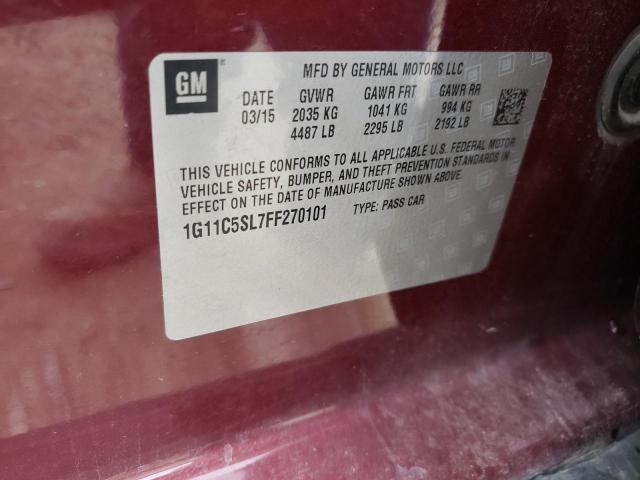 GM
MFD BY GENERAL MOTORS LLC
DATE GVWR GAWR FRT GAWR RR
03/15 2035 KG 1041 KG 994 KG
4487 LB 2295 LB 2192 LB
THIS VEHICLE CONFORMS TO ALL APPLICABLE U.S. FEDERAL MOTOR
VEHICLE SAFETY, BUMPER, AND THEFT PREVENTION STANDARDS IN
EFFECT ON THE DATE OF MANUFACTURE SHOWN ABOVE.
1G11C5SL7FF270101 TYPE: PASS CAR